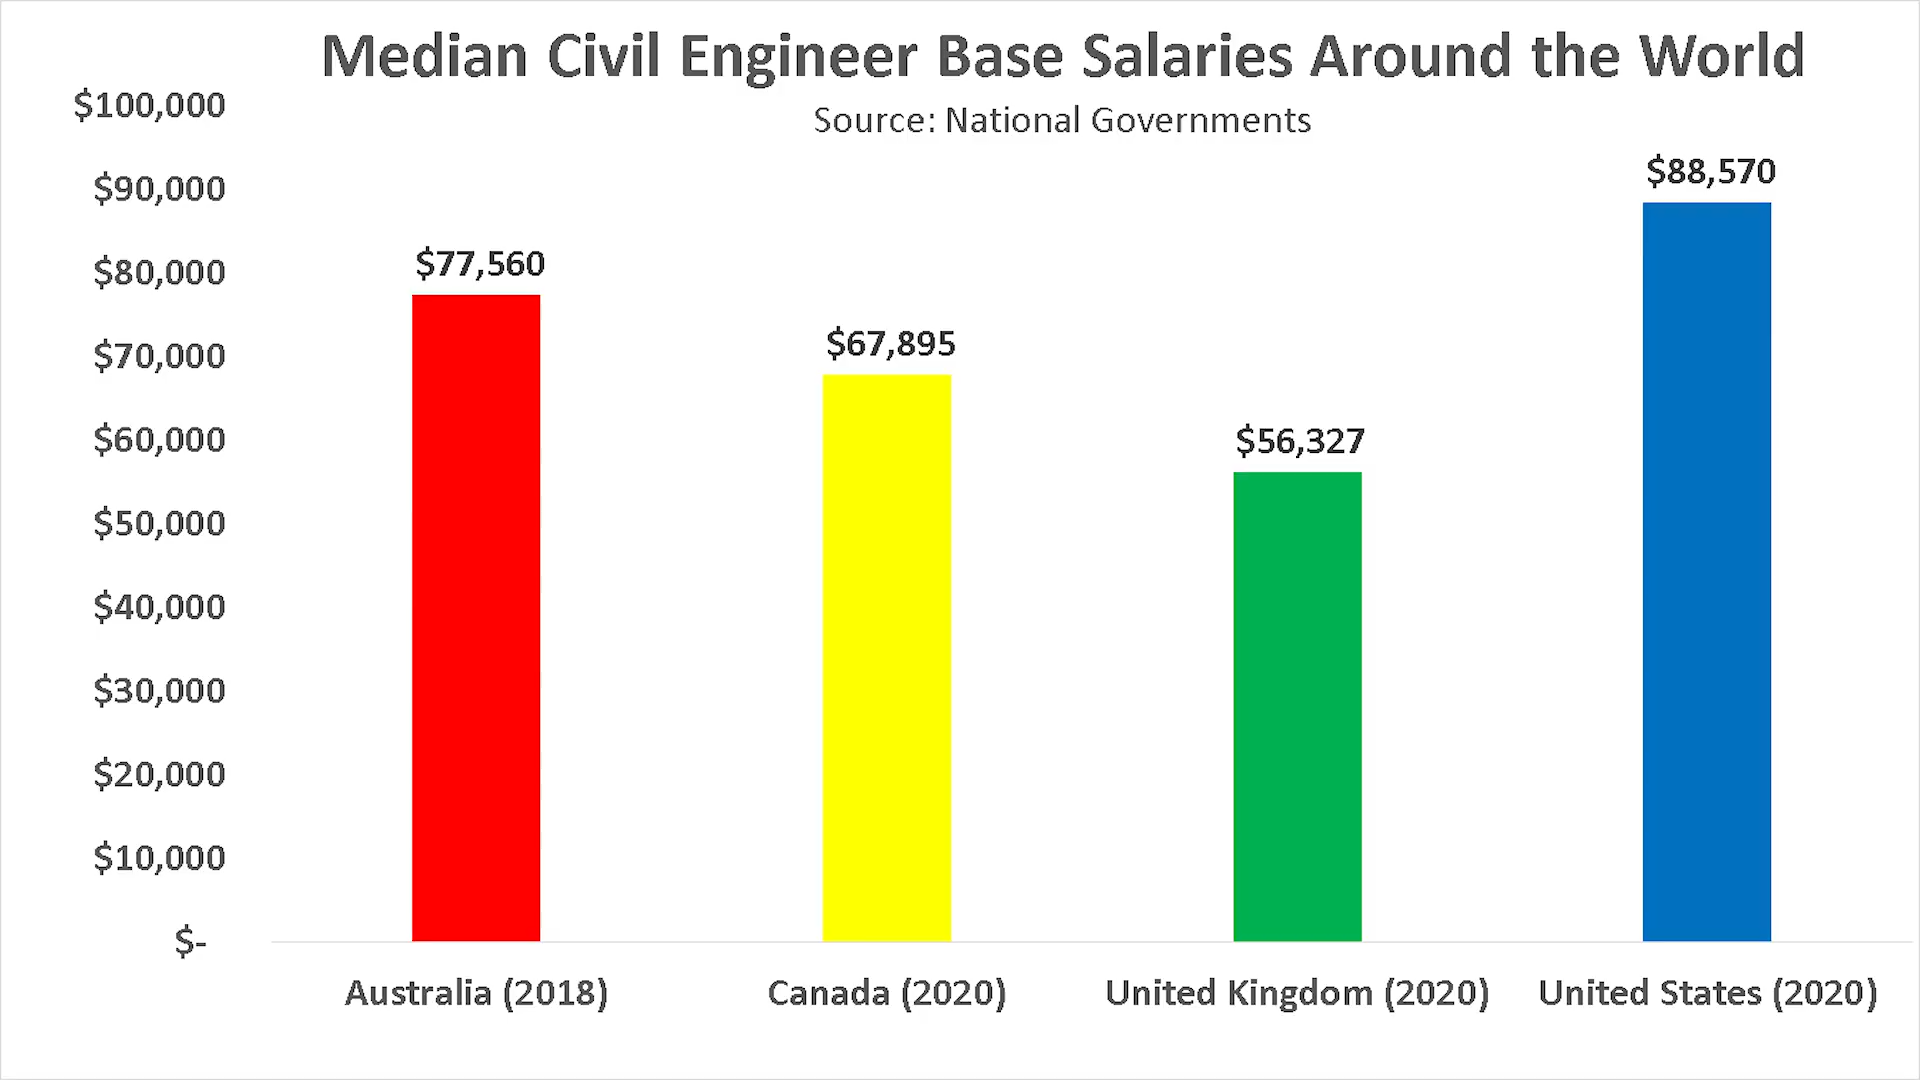 Median Civil Engineer Base Salaries Around the World
Source: National Governments
$100,000
$90,000
$80,000
$70,000
$60,000
$50,000
$40,000
$30,000
$20,000
$10,000
$-
$77,560
$67,895
$56,327
$88,570
Australia (2018)
Canada (2020)
United Kingdom (2020)
United States (2020)